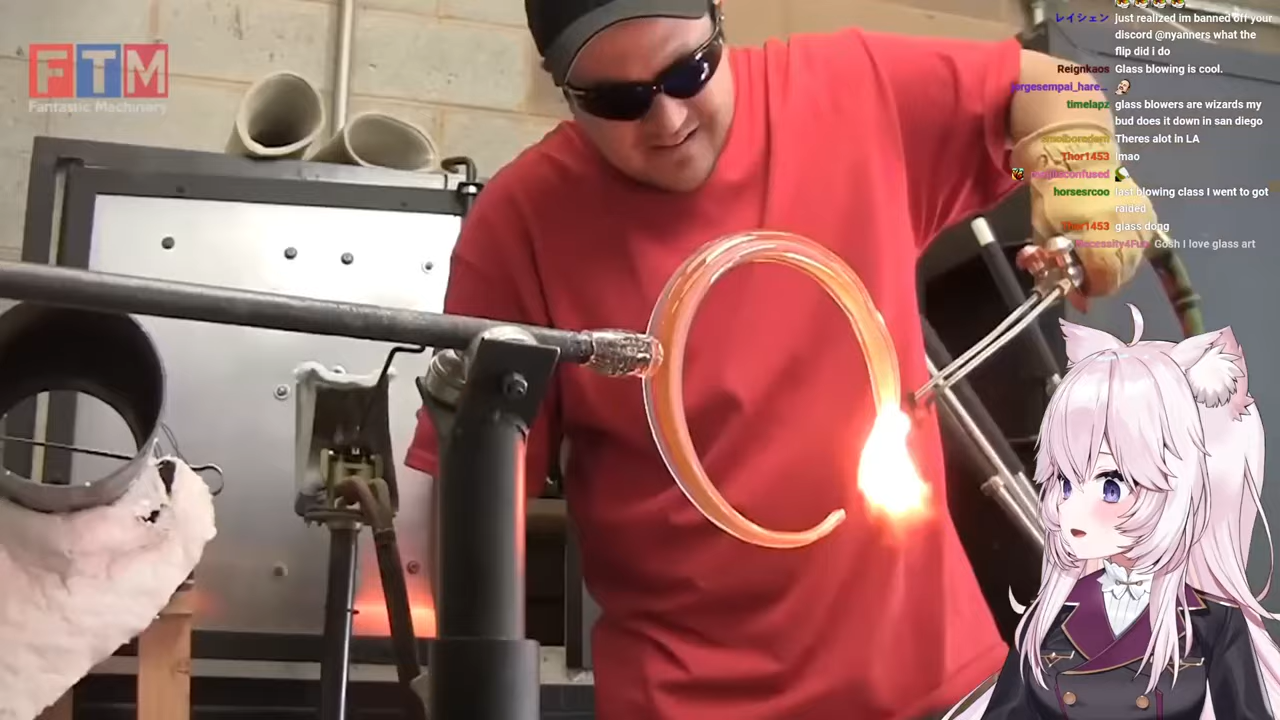 FTM
Fantastic Machinery
レイシェン just realized im banned off your
discord @nyanners what the
flip did i do
Reignkaos Glass blowing is cool.
jorgesempai_hare...
timelapz glass blowers are wizards my
bud does it down in san diego
Theres alot in LA
Thor1453 lmao
horsesrcoo last blowing class I went to got
raided
Thor1453 glass dong
Necessity4Fun Gosh I love glass art